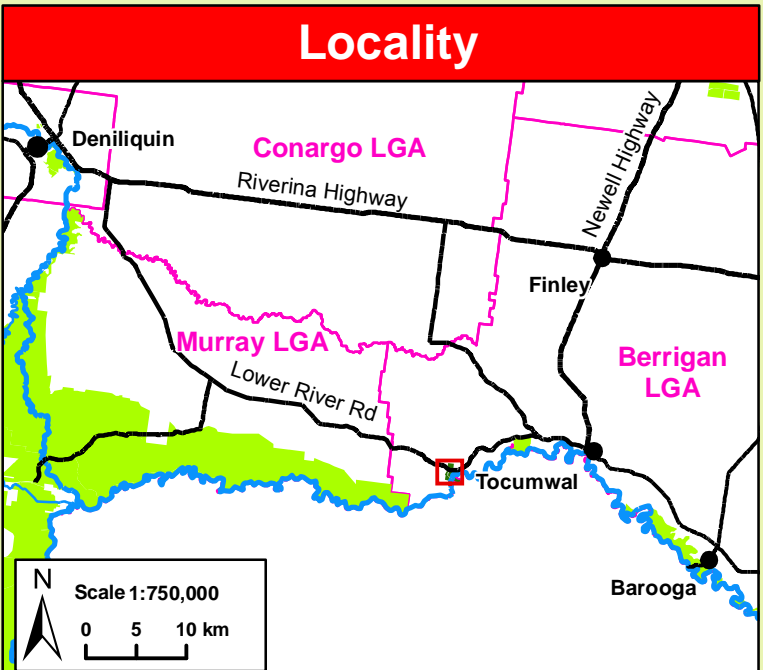 Locality
Deniliquin
Conargo LGA
Riverina Highway
Newell Highway
Finley
Murray LGA
Lower River Rd
Berrigan
LGA
Tocumwal
Barooga
N
Scale 1:750,000
0 5 10 km